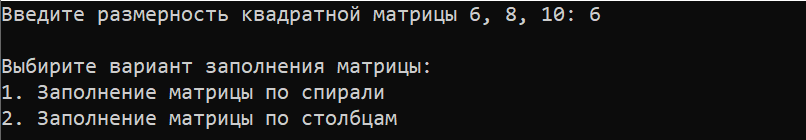 Введите размерность квадратной матрицы 6, 8, 10: 6
Выбирите вариант заполнения матрицы:
1. Заполнение матрицы по спирали
2. Заполнение матрицы по столбцам